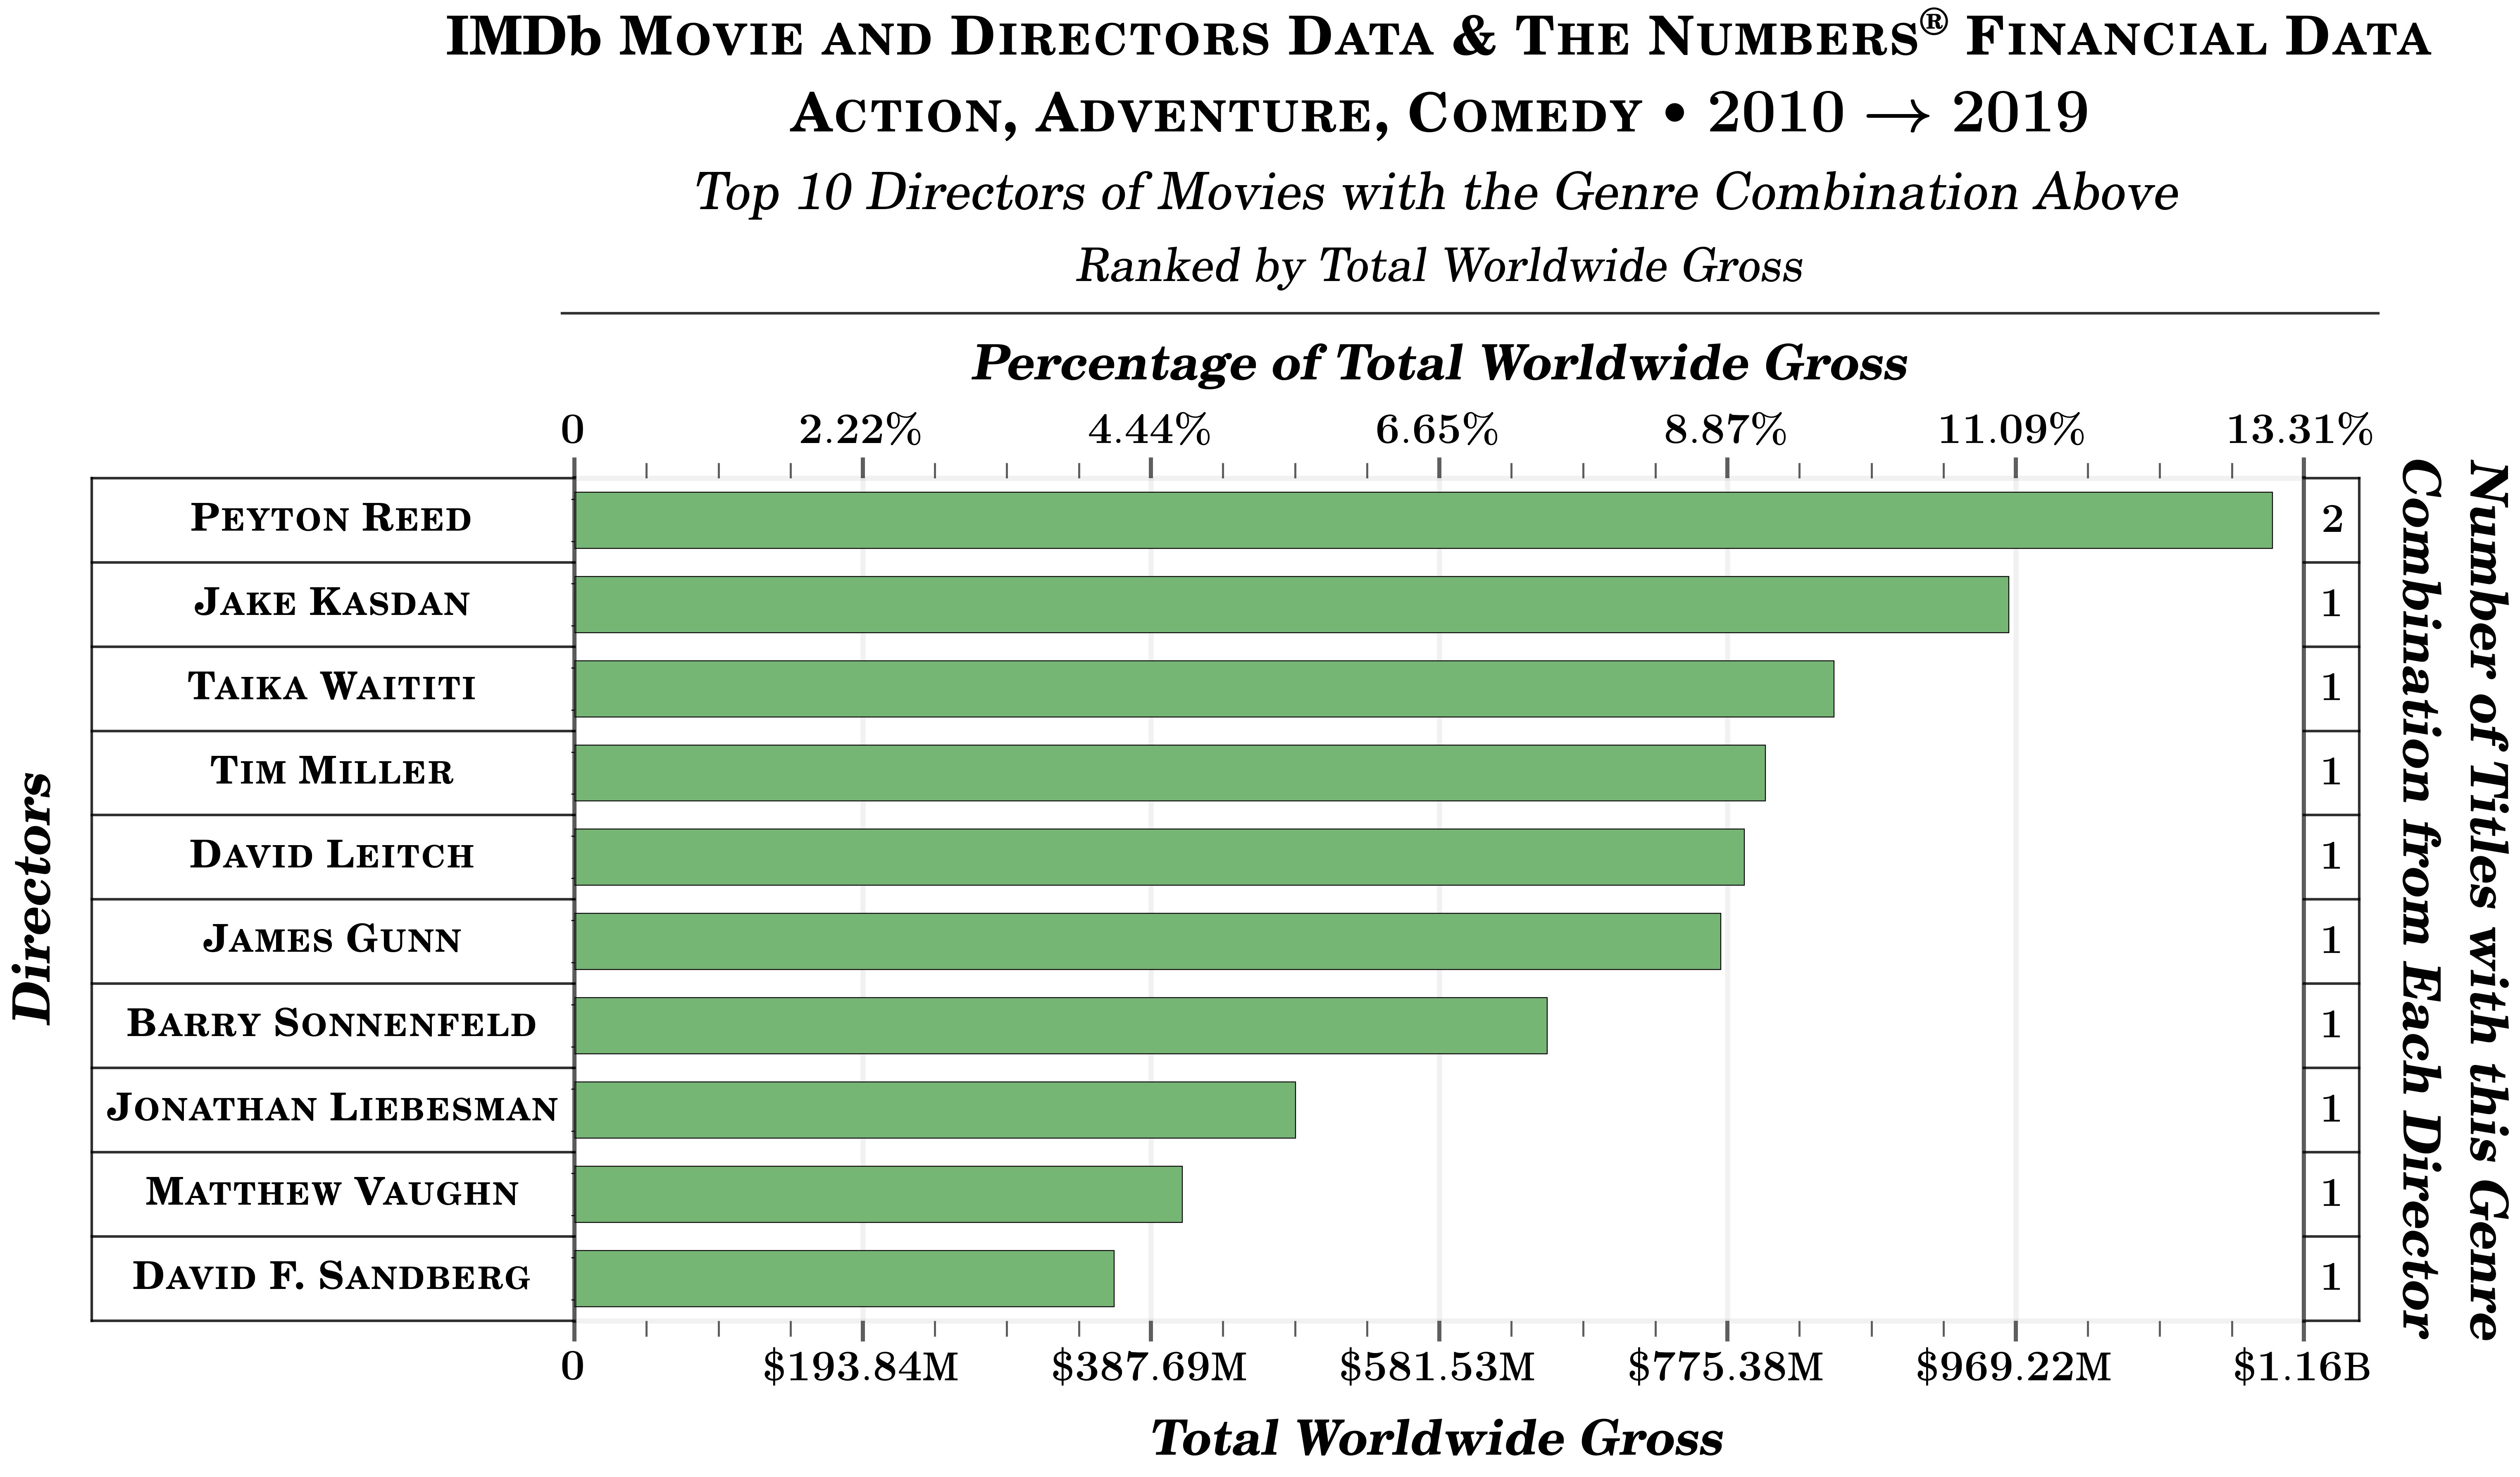 IMDb Movie and Directors Data & The Numbers® Financial Data
Action, Adventure, Comedy • 2010 → 2019
Top 10 Directors of Movies with the Genre Combination Above
Ranked by Total Worldwide Gross
Percentage of Total Worldwide Gross
0 2.22% 4.44% 6.65% 8.87% 11.09% 13.31%
Directors
Peyton Reed 2
Jake Kasdan 1
Taika Waititi 1
Tim Miller 1
David Leitch 1
James Gunn 1
Barry Sonnenfeld 1
Jonathan Liebesman 1
Matthew Vaughn 1
David F. Sandberg 1
Number of Titles with this Genre
Combination from Each Director
0 $193.84M $387.69M $581.53M $775.38M $969.22M $1.16B
Total Worldwide Gross